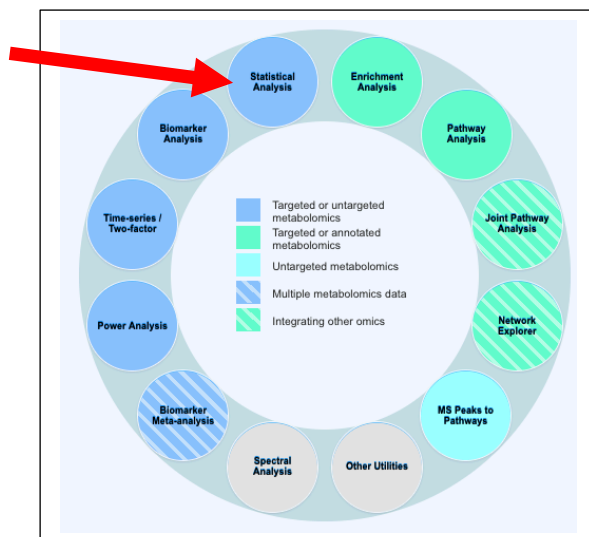 Statistical
Analysis
Enrichment
Analysis
Biomarker
Analysis
Pathway
Analysis
Time-series /
Two-factor
Targeted or untargeted
metabolomics
Targeted or annotated
metabolomics
Untargeted metabolomics
Multiple metabolomics data
Integrating other omics
Joint Pathway
Analysis
Power Analysis
Network
Explorer
Biomarker
Meta-analysis
MS Peaks to
Pathways
Spectral
Analysis
Other Utilities